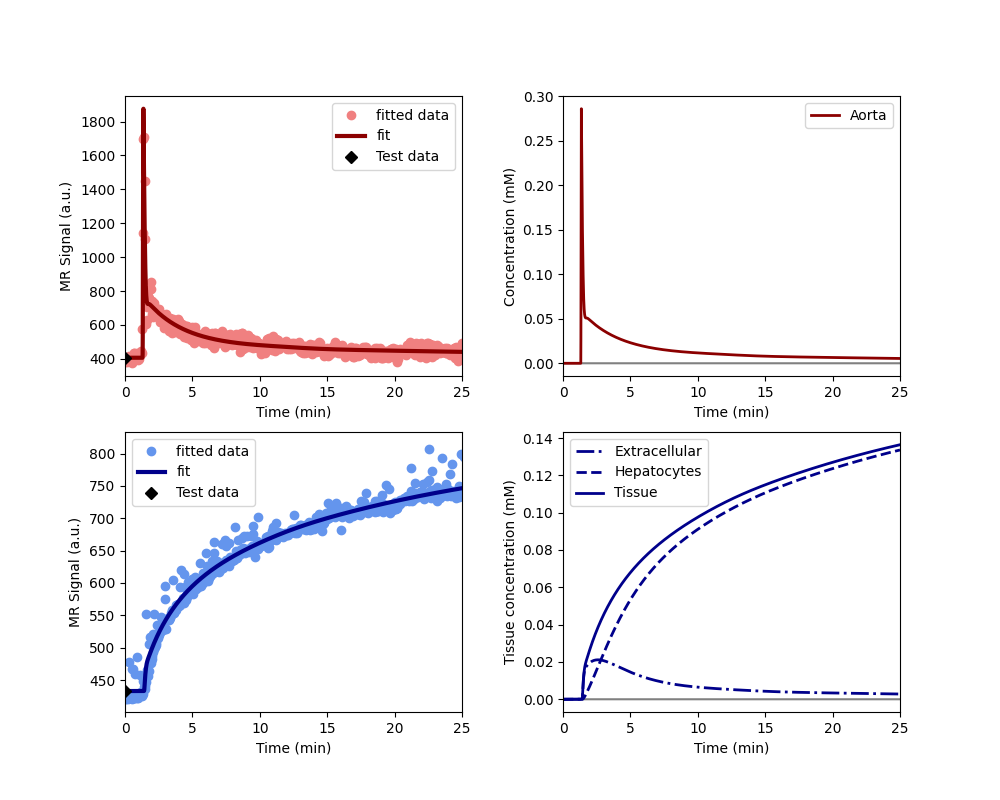 MR Signal (a.u.)
1800
1600
1400
1200
1000
800
600
400
fitted data
fit
Test data
0 5 10 15 20 25
Time (min)
Concentration (mM)
0.30
0.25
0.20
0.15
0.10
0.05
0.00
Aorta
0 5 10 15 20 25
Time (min)
MR Signal (a.u.)
800
750
700
650
600
550
500
450
fitted data
fit
Test data
0 5 10 15 20 25
Time (min)
Tissue concentration (mM)
0.14
0.12
0.10
0.08
0.06
0.04
0.02
0.00
Extracellular
Hepatocytes
Tissue
0 5 10 15 20 25
Time (min)